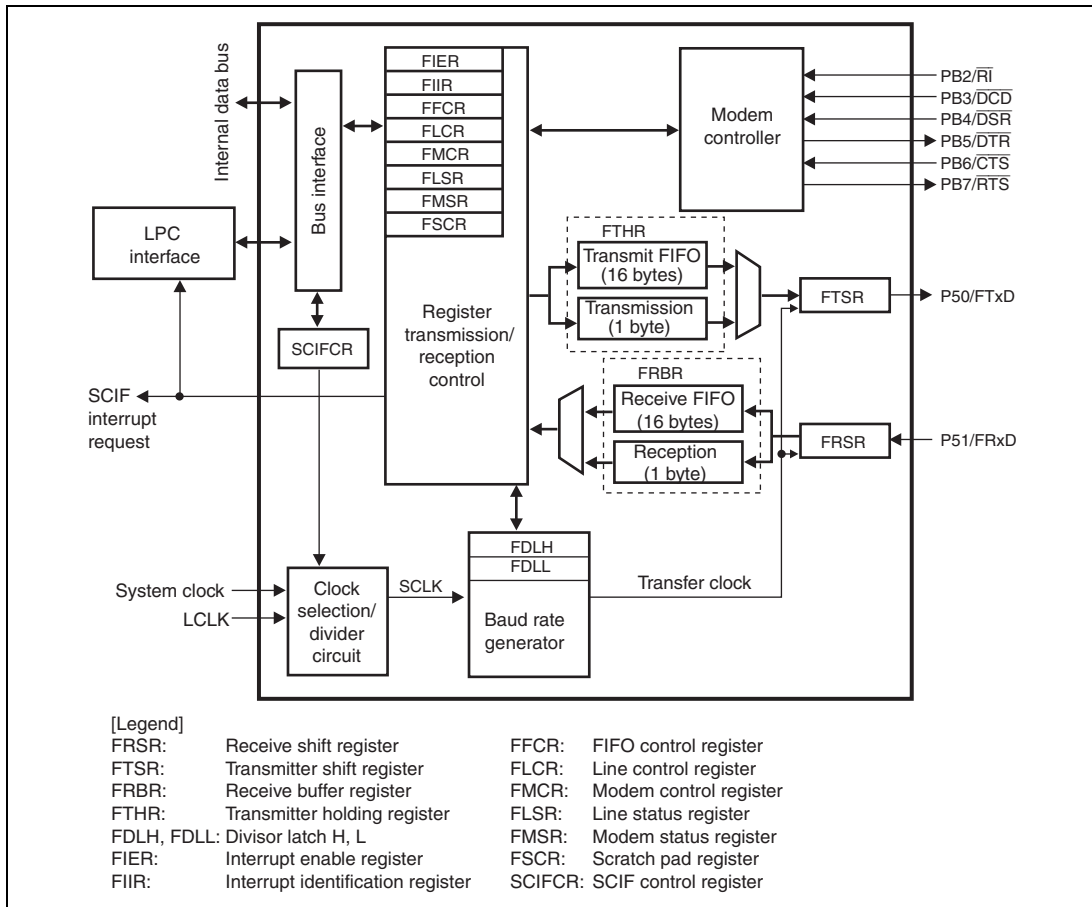 Internal data bus
Bus interface
LPC
interface
SCIFCR
SCIF
interrupt
request
FIER
FIIR
FFCR
FLCR
FMCR
FLSR
FMSR
FSCR
Register
transmission/
reception
control
Modem
controller
PB2/R̅I̅
PB3/D̅C̅D̅
PB4/D̅S̅R̅
PB5/D̅T̅R̅
PB6/C̅T̅S̅
PB7/R̅T̅S̅
FTHR
Transmit FIFO
(16 bytes)
Transmission
(1 byte)
FTSR
P50/FTxD
FRBR
Receive FIFO
(16 bytes)
Reception
(1 byte)
FRSR
P51/FRxD
System clock
LCLK
Clock
selection/
divider
circuit
SCLK
FDLH
FDLL
Baud rate
generator
Transfer clock
[Legend]
FRSR: Receive shift register
FTSR: Transmitter shift register
FRBR: Receive buffer register
FTHR: Transmitter holding register
FDLH, FDLL: Divisor latch H, L
FIER: Interrupt enable register
FIIR: Interrupt identification register
FFCR: FIFO control register
FLCR: Line control register
FMCR: Modem control register
FLSR: Line status register
FMSR: Modem status register
FSCR: Scratch pad register
SCIFCR: SCIF control register